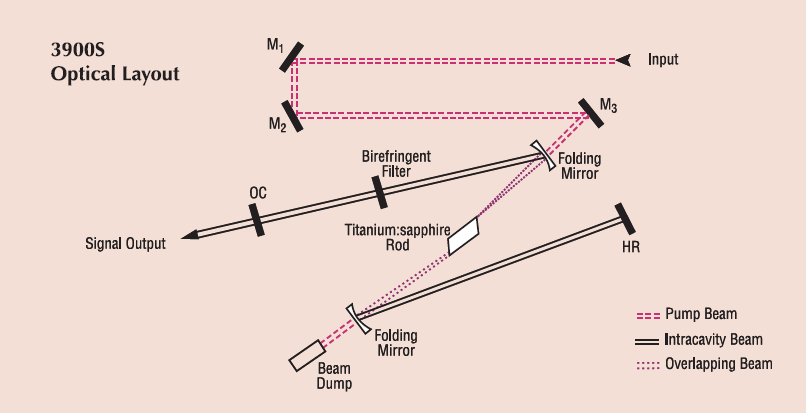 3900S
Optical Layout
M1
Input
M2
M3
Folding
Mirror
Birefringent
Filter
OC
Signal Output
Titanium:sapphire
Rod
HR
Folding
Mirror
Beam
Dump
Pump Beam
Intracavity Beam
Overlapping Beam